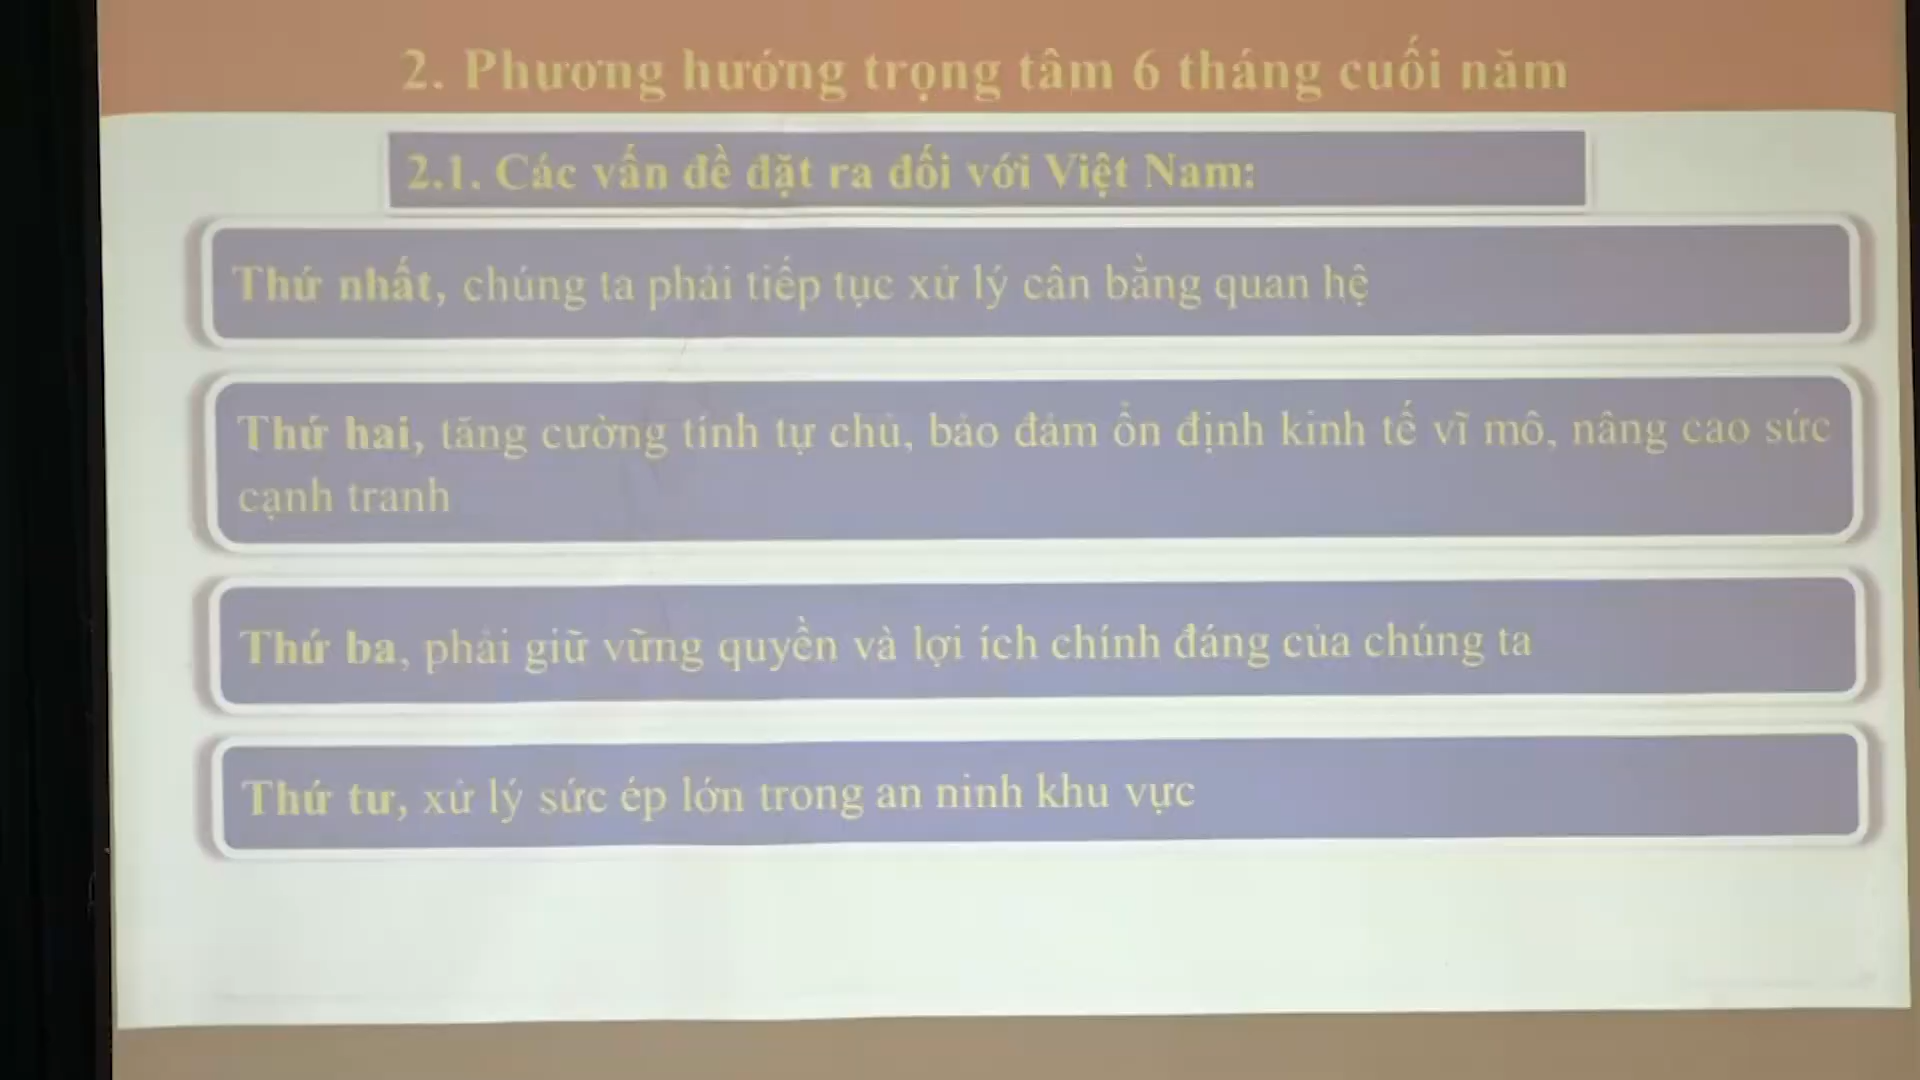 2. Phương hướng trọng tâm 6 tháng cuối năm
2.1. Các vấn đề đặt ra đối với Việt Nam:
Thứ nhất, chúng ta phải tiếp tục xử lý cân bằng quan hệ
Thứ hai, tăng cường tính tự chủ, bảo đảm ổn định kinh tế vĩ mô, nâng cao sức
cạnh tranh
Thứ ba, phải giữ vững quyền và lợi ích chính đáng của chúng ta
Thứ tư, xử lý sức ép lớn trong an ninh khu vực